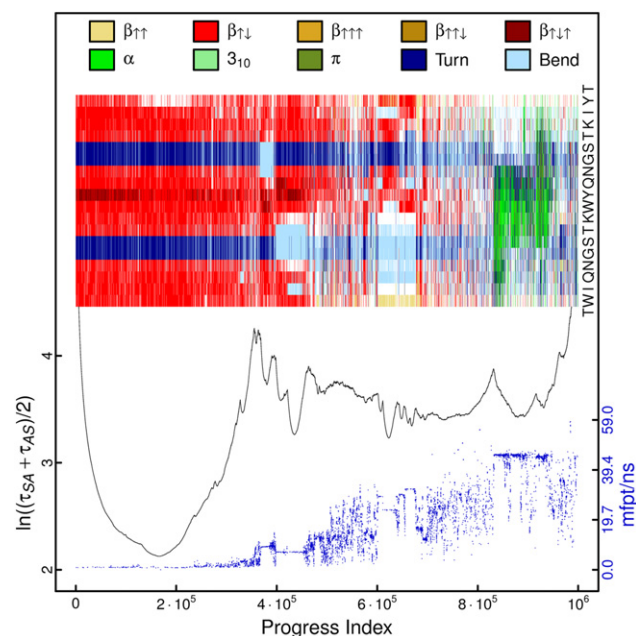 β↑↑ β↑↓ β↑↑↑ β↑↑↓ β↑↓↑
α 3₁₀ π Turn Bend
TWIQNGSTKWYQNGSTKIYT
ln((τSA + τAS)/2)
4
3
2
59.0
39.4
19.7
0.0
mfpt/ns
0 2·10⁵ 4·10⁵ 6·10⁵ 8·10⁵ 10⁶
Progress Index